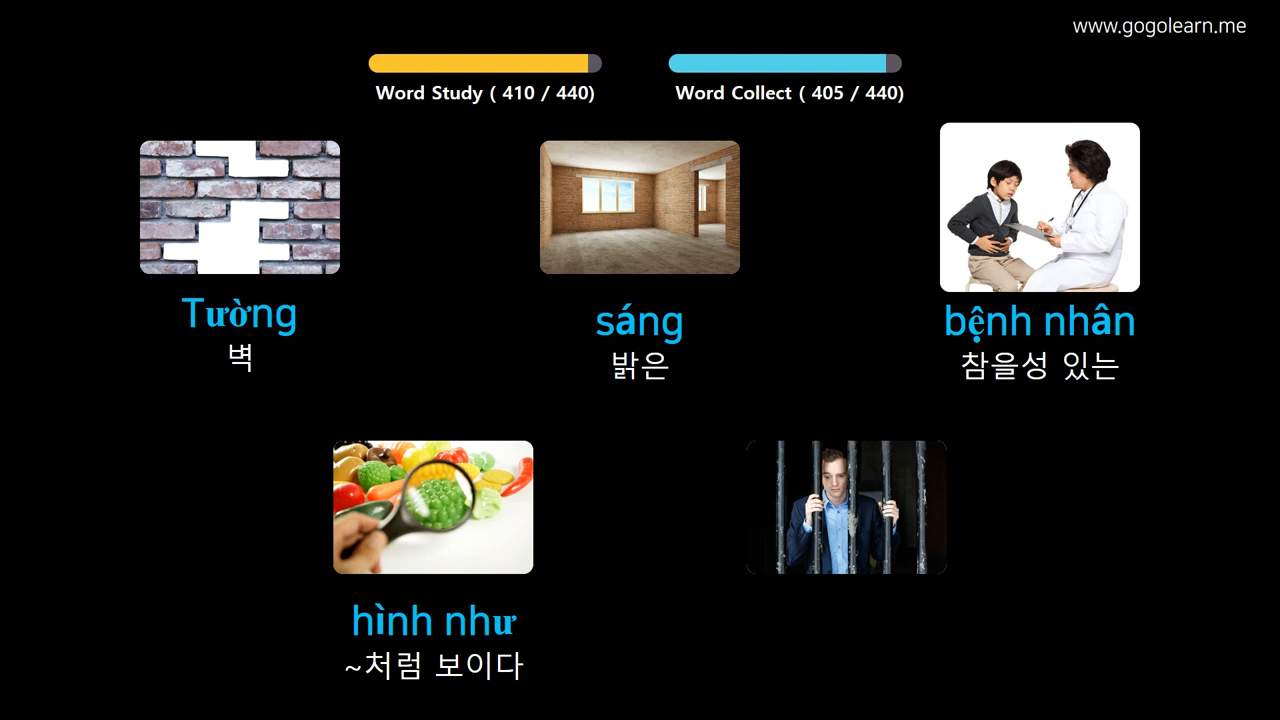 www.gogolearn.me
Word Study ( 410 / 440)
Word Collect ( 405 / 440)
Tường
벽
sáng
밝은
bệnh nhân
참을성 있는
hình như
~처럼 보이다